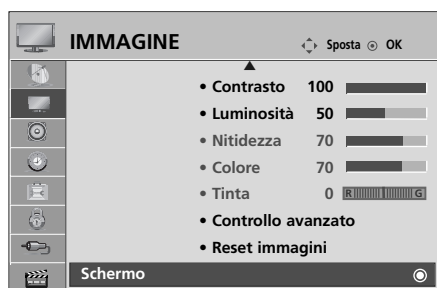 IMMAGINE Sposta OK
• Contrasto 100
• Luminosità 50
• Nitidezza 70
• Colore 70
• Tinta 0 R G
• Controllo avanzato
• Reset immagini
Schermo